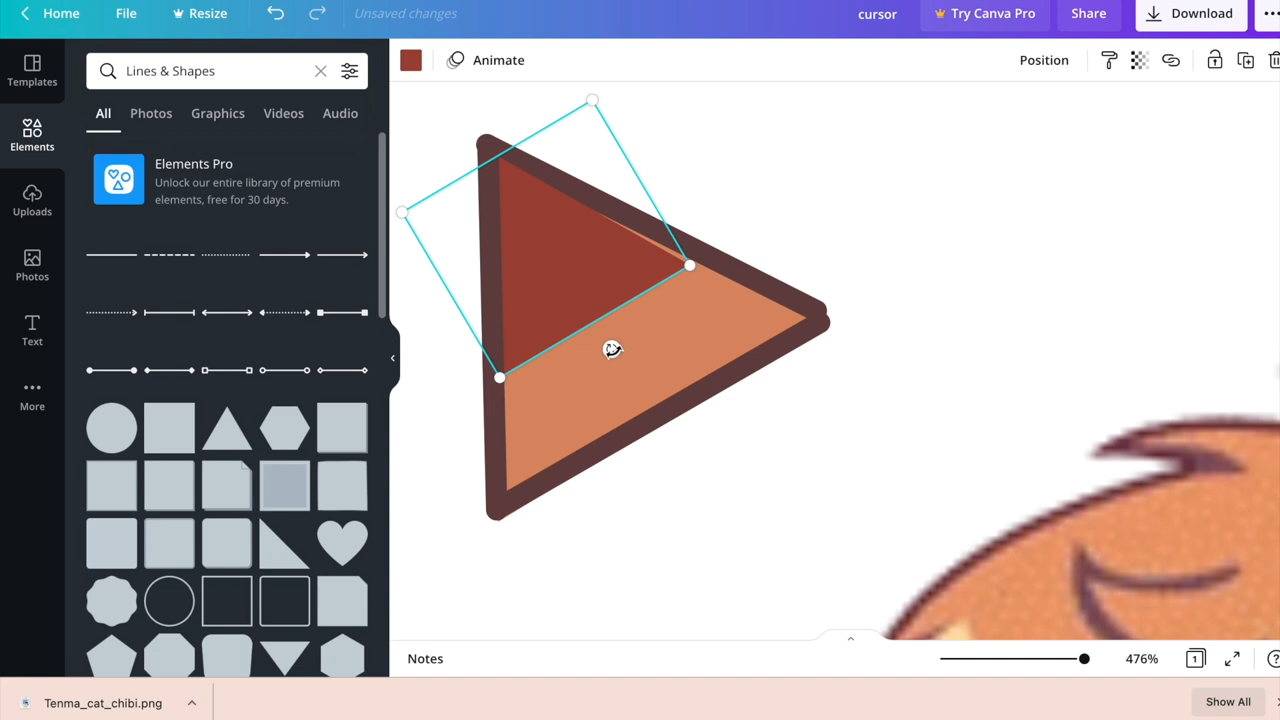 Home File Resize Unsaved changes cursor Try Canva Pro Share Download
Templates
Elements
Uploads
Photos
Text
More
Lines & Shapes
All Photos Graphics Videos Audio
Elements Pro
Unlock our entire library of premium
elements, free for 30 days.
Animate Position
Notes 476% 1 ?
Tenma_cat_chibi.png Show All